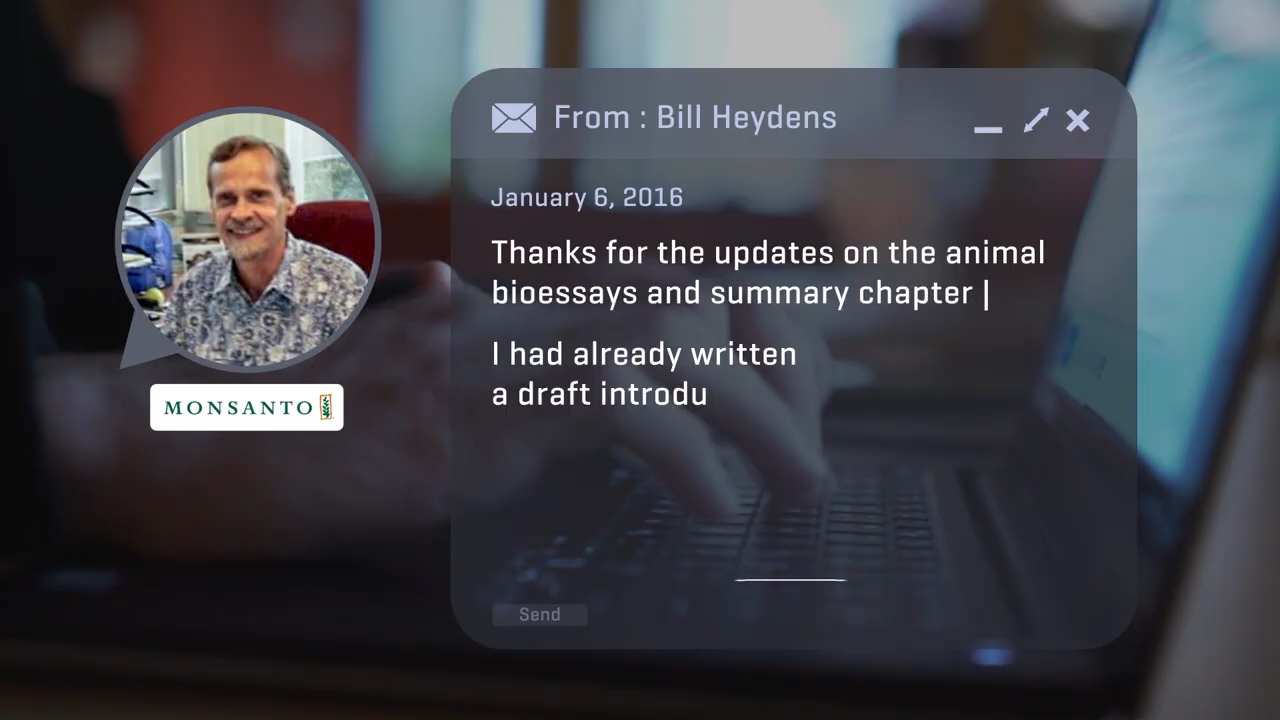 From : Bill Heydens
January 6, 2016
Thanks for the updates on the animal
bioessays and summary chapter |
I had already written
a draft introdu
MONSANTO
Send